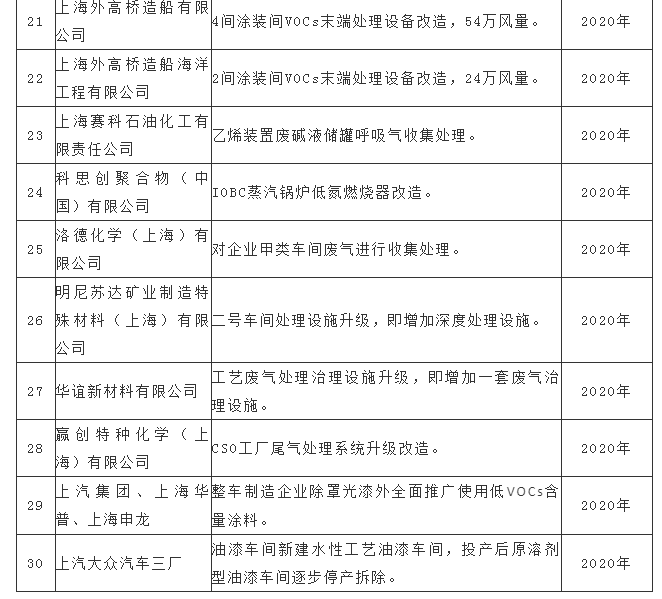 21
上海外高桥造船有限
公司
4间涂装间VOCs末端处理设备改造，54万风量。
2020年
22
上海外高桥造船海洋
工程有限公司
2间涂装间VOCs末端处理设备改造，24万风量。
2020年
23
上海赛科石油化工有
限责任公司
乙烯装置废碱液储罐呼吸气收集处理。
2020年
24
科思创聚合物（中
国）有限公司
IOBC蒸汽锅炉低氮燃烧器改造。
2020年
25
洛德化学（上海）有
限公司
对企业甲类车间废气进行收集处理。
2020年
26
明尼苏达矿业制造特
殊材料（上海）有限
公司
二号车间处理设施升级，即增加深度处理设施。
2020年
27
华谊新材料有限公司
工艺废气处理治理设施升级，即增加一套废气治
理设施。
2020年
28
赢创特种化学（上
海）有限公司
CSO工厂尾气处理系统升级改造。
2020年
29
上汽集团、上海华
普、上海申龙
整车制造企业除罩光漆外全面推广使用低VOCs含
量涂料。
2020年
30
上汽大众汽车三厂
油漆车间新建水性工艺油漆车间，投产后原溶剂
型油漆车间逐步停产拆除。
2020年